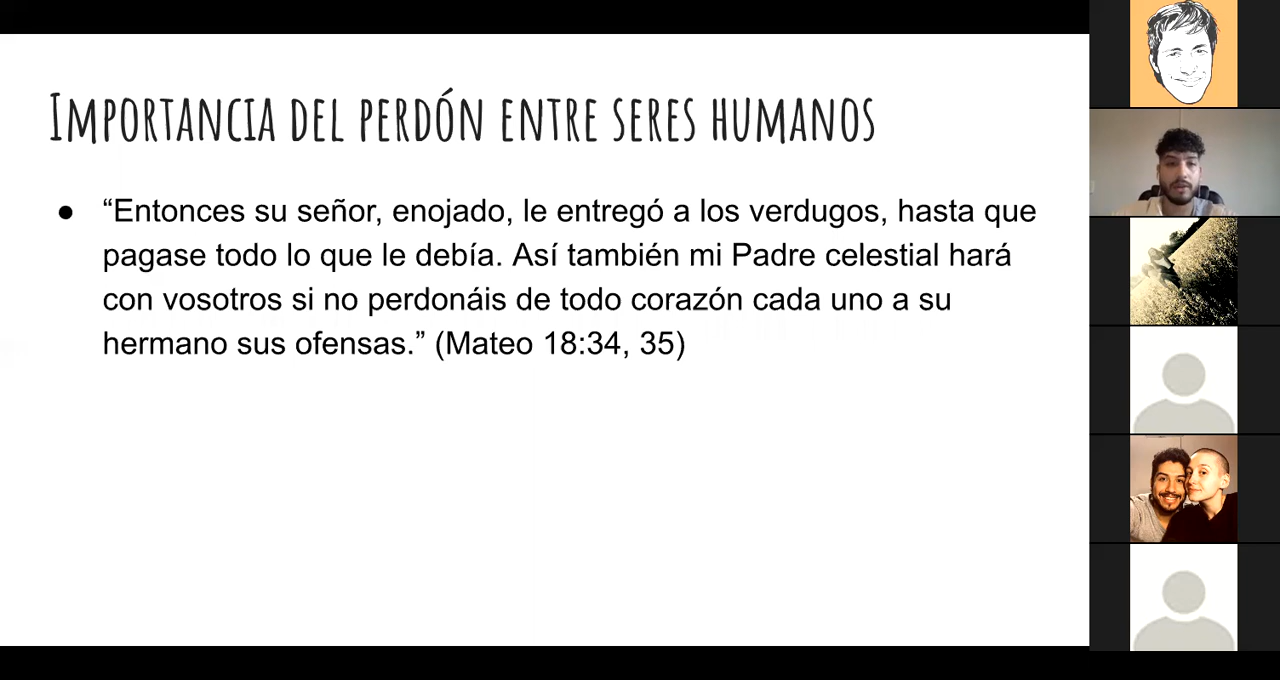 Importancia del perdón entre seres humanos
● “Entonces su señor, enojado, le entregó a los verdugos, hasta que
pagase todo lo que le debía. Así también mi Padre celestial hará
con vosotros si no perdonáis de todo corazón cada uno a su
hermano sus ofensas.” (Mateo 18:34, 35)